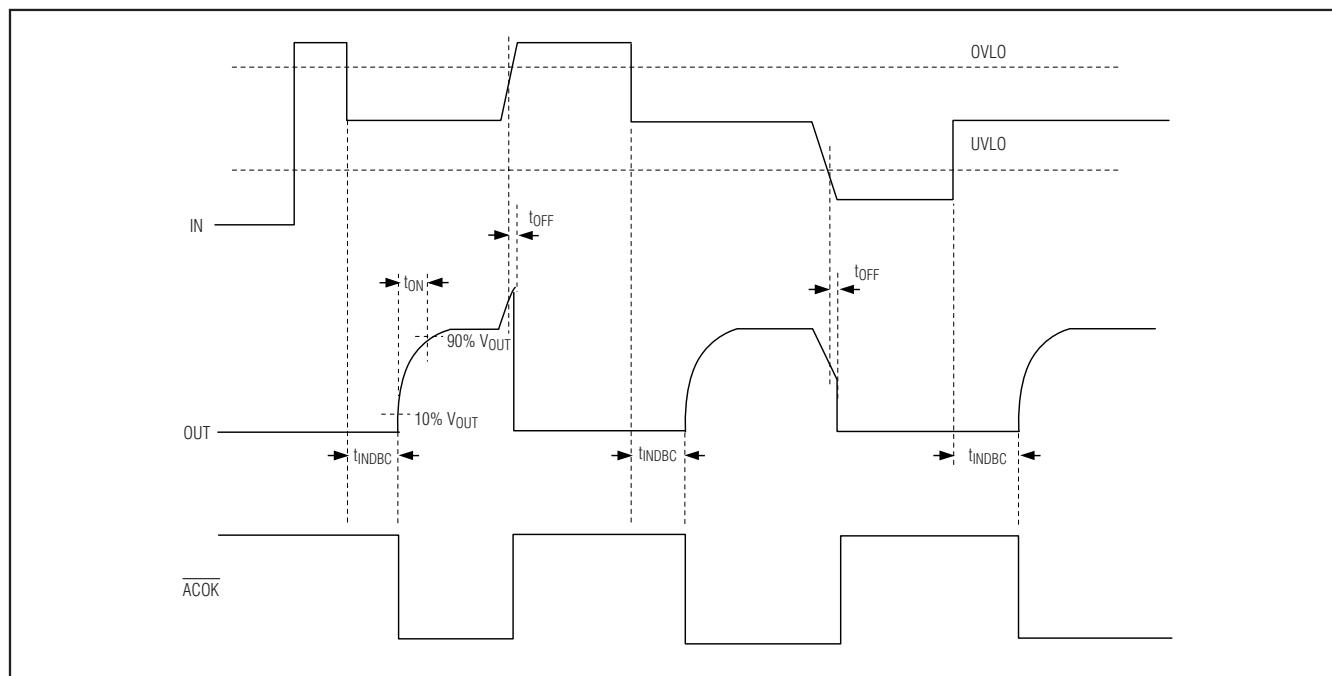 OVLO
UVLO
IN
tOFF
tOFF
tON
90% VOUT
10% VOUT
OUT
tINDBC
tINDBC
tINDBC
ACOK